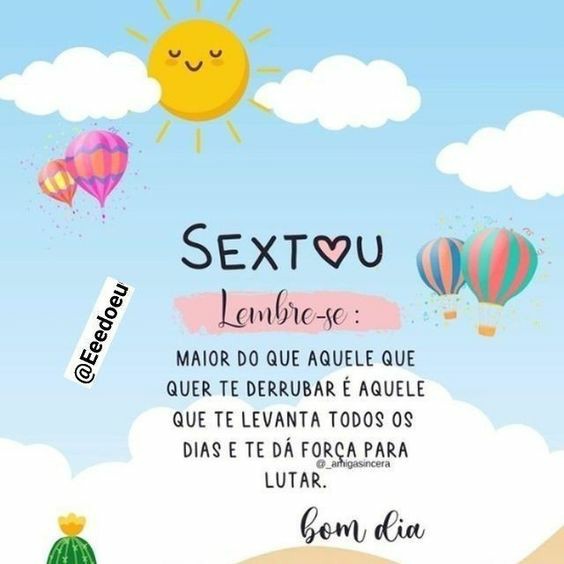 SEXTOU
Lembre-se :
@Eeedoeu
MAIOR DO QUE AQUELE QUE
QUER TE DERRUBAR É AQUELE
QUE TE LEVANTA TODOS OS
DIAS E TE DÁ FORÇA PARA
@_amigasincera
LUTAR.
bom dia